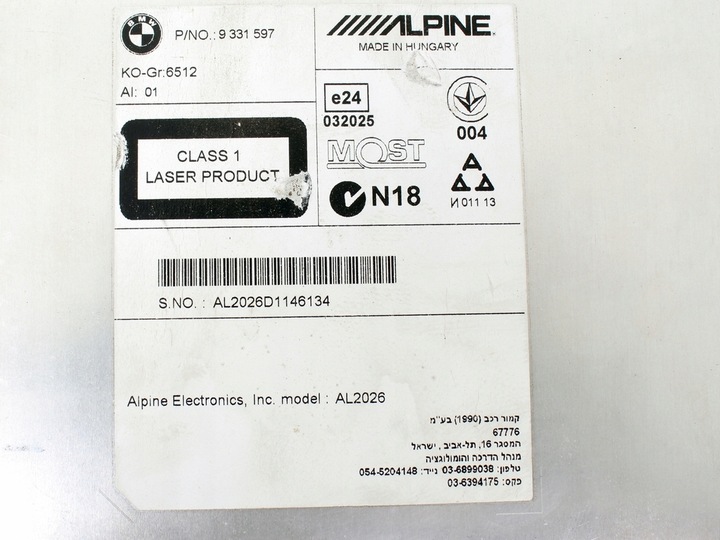 BMW
P/NO.: 9 331 597
ALPINE
MADE IN HUNGARY
KO-Gr:6512
AI: 01
e24
032025
004
CLASS 1
LASER PRODUCT
MOST
N18
И 011 13
S.NO. : AL2026D1146134
Alpine Electronics, Inc. model : AL2026
קמור רכב (1990) בע"מ
67776
המסגר 16, תל-אביב, ישראל
מנהל הדרכה והומולוגציה
טלפון: 03-6899038 נייד: 054-5204148
פקס: 03-6394175